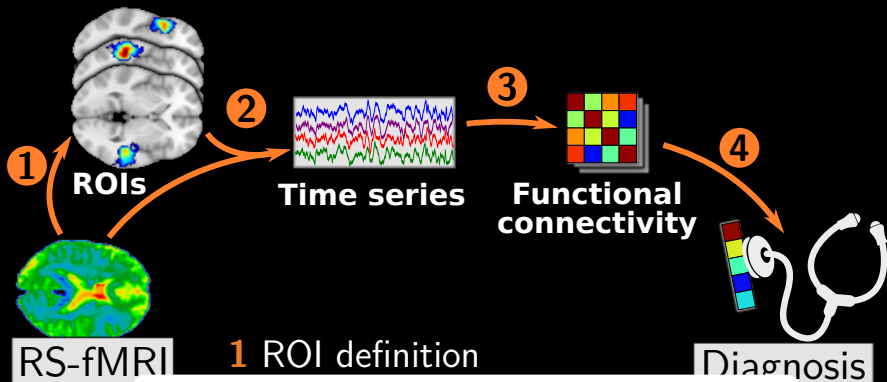 1
2
3
4
ROIs
Time series
Functional
connectivity
RS-fMRI
1 ROI definition
Diagnosis